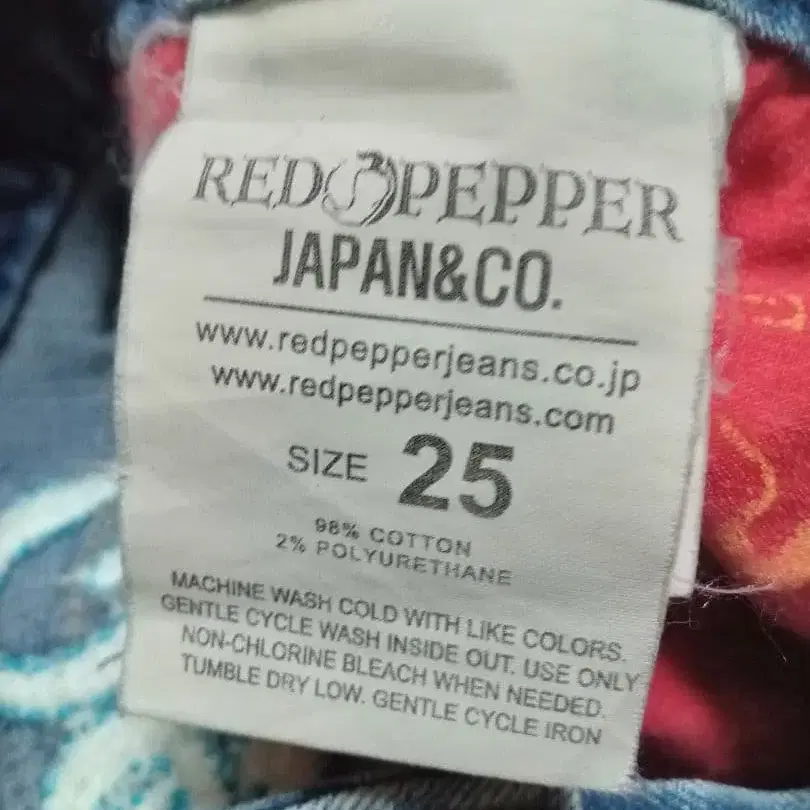 RED PEPPER
JAPAN&CO.
www.redpepperjeans.co.jp
www.redpepperjeans.com
SIZE 25
98% COTTON
2% POLYURETHANE
MACHINE WASH COLD WITH LIKE COLORS.
GENTLE CYCLE WASH INSIDE OUT. USE ONLY
NON-CHLORINE BLEACH WHEN NEEDED.
TUMBLE DRY LOW. GENTLE CYCLE IRON